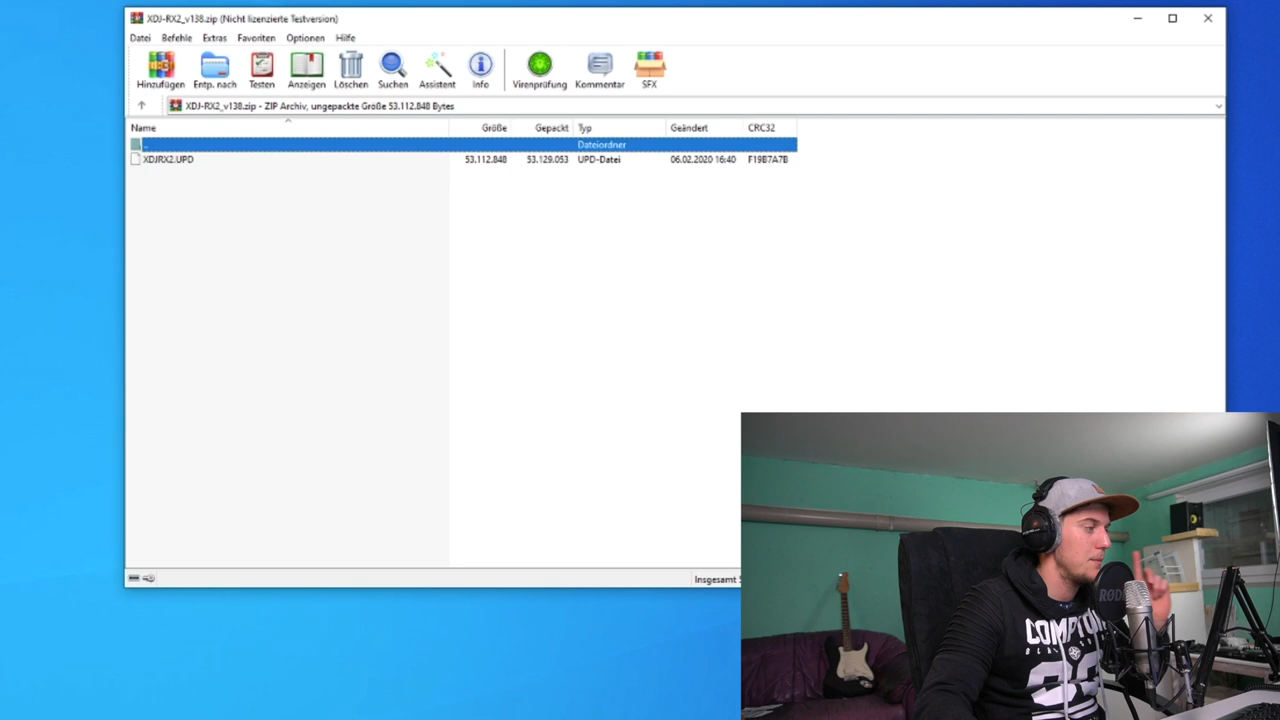 XDJ-RX2_v138.zip (Nicht lizenzierte Testversion)
Datei Befehle Extras Favoriten Optionen Hilfe
Hinzufügen Entp. nach Testen Anzeigen Löschen Suchen Assistent Info Virenprüfung Kommentar SFX
XDJ-RX2_v138.zip - ZIP Archiv, ungepackte Größe 53.112.848 Bytes
Name Größe Gepackt Typ Geändert CRC32
.. Dateiordner
XDJRX2.UPD 53.112.848 53.129.053 UPD-Datei 06.02.2020 16:40 F19B7A7B
Insgesamt
RØDE
COMPTON